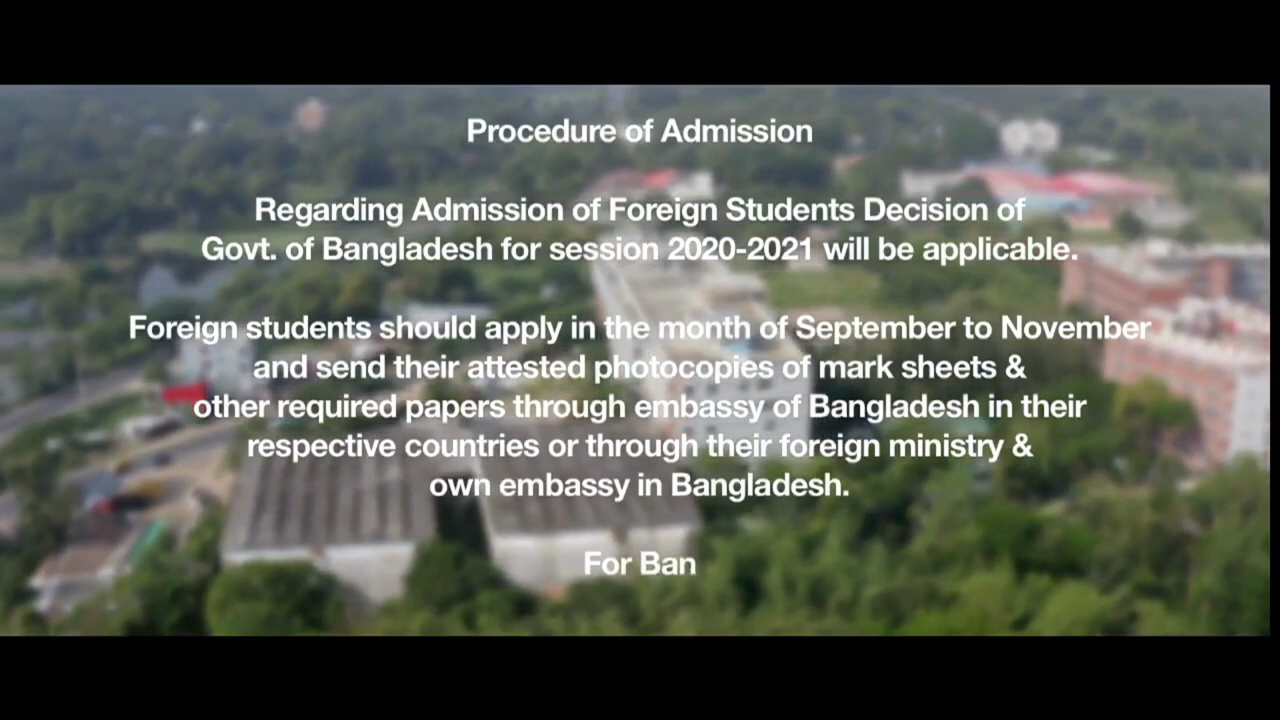 Procedure of Admission
Regarding Admission of Foreign Students Decision of
Govt. of Bangladesh for session 2020-2021 will be applicable.
Foreign students should apply in the month of September to November
and send their attested photocopies of mark sheets &
other required papers through embassy of Bangladesh in their
respective countries or through their foreign ministry &
own embassy in Bangladesh.
For Ban